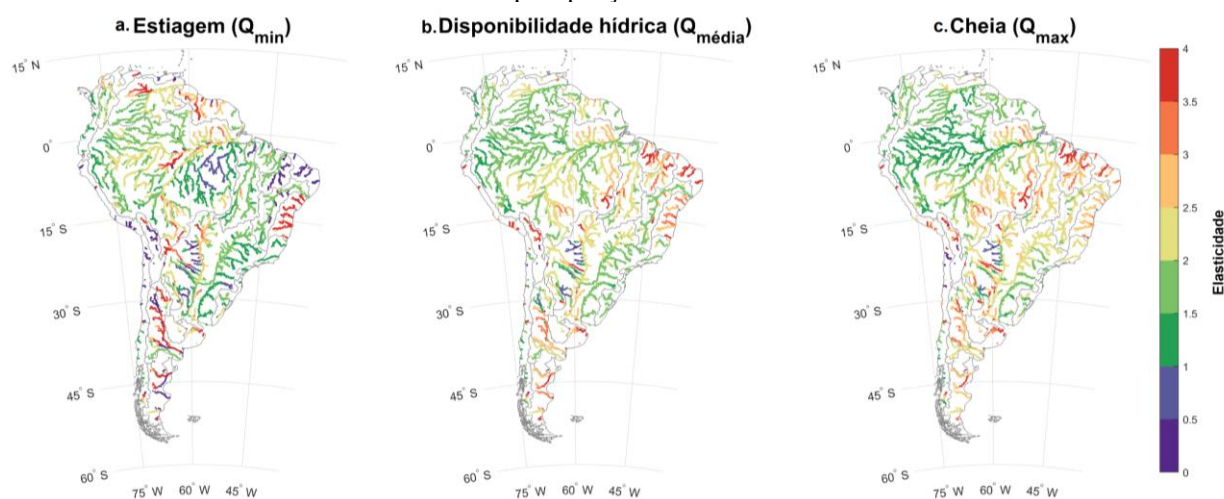 a. Estiagem (Qmin)
b. Disponibilidade hídrica (Qmédia)
c. Cheia (Qmax)
15° N
0°
15° S
30° S
45° S
60° S
75° W
60° W
45° W
15° N
0°
15° S
30° S
45° S
60° S
75° W
60° W
45° W
15° N
0°
15° S
30° S
45° S
60° S
75° W
60° W
45° W
4
3.5
3
2.5
2
1.5
1
0.5
0
Elasticidade